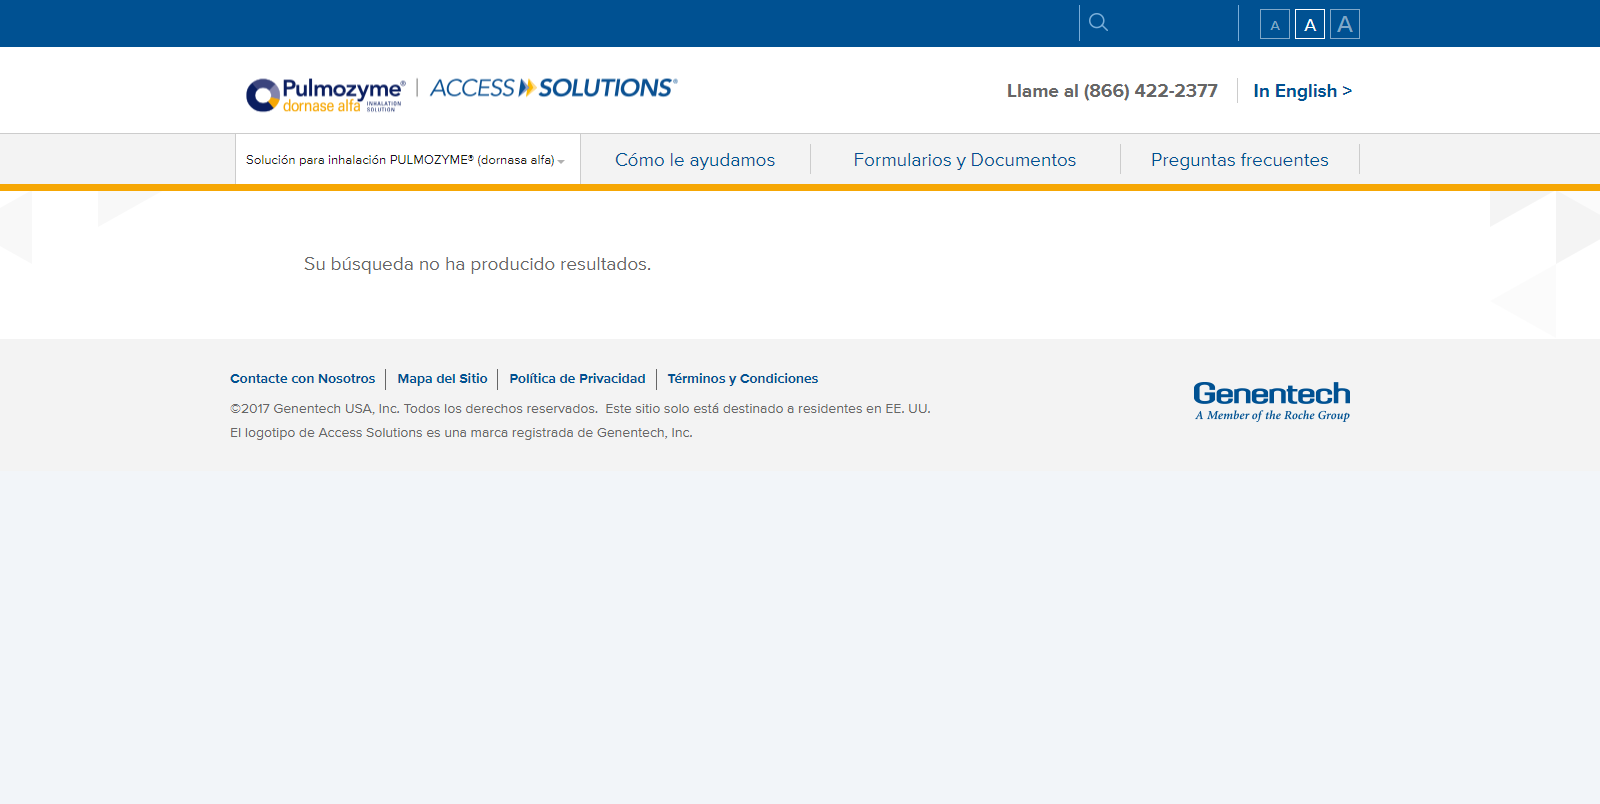 A A A
Pulmozyme® | ACCESS SOLUTIONS®
dornase alfa INHALATION SOLUTION
Llame al (866) 422-2377
In English >
Solución para inhalación PULMOZYME® (dornasa alfa)
Cómo le ayudamos
Formularios y Documentos
Preguntas frecuentes
Su búsqueda no ha producido resultados.
Contacte con Nosotros | Mapa del Sitio | Política de Privacidad | Términos y Condiciones
©2017 Genentech USA, Inc. Todos los derechos reservados. Este sitio solo está destinado a residentes en EE. UU.
El logotipo de Access Solutions es una marca registrada de Genentech, Inc.
Genentech
A Member of the Roche Group